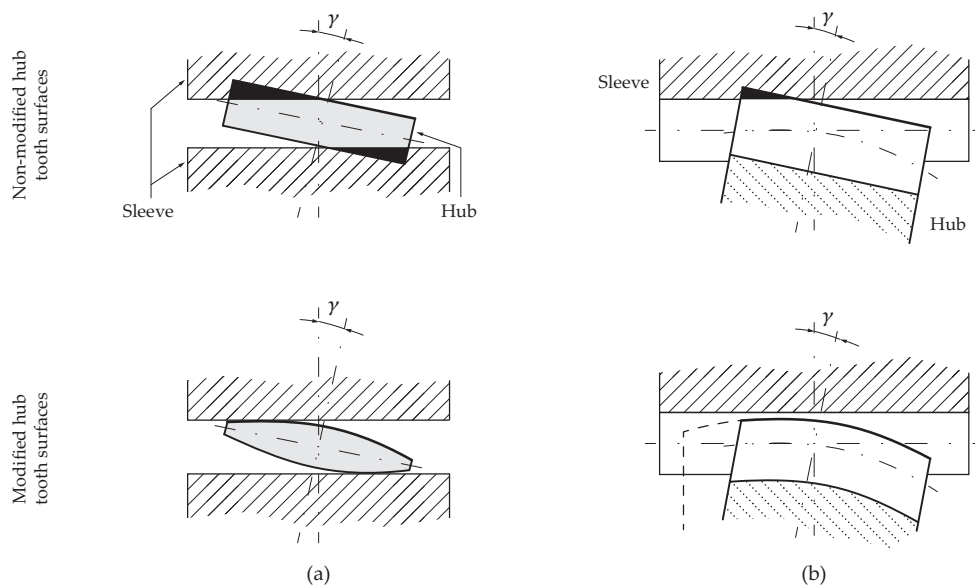 γ
γ
Non-modified hub
tooth surfaces
Sleeve
Hub
Sleeve
Hub
γ
γ
Modified hub
tooth surfaces
(a)
(b)